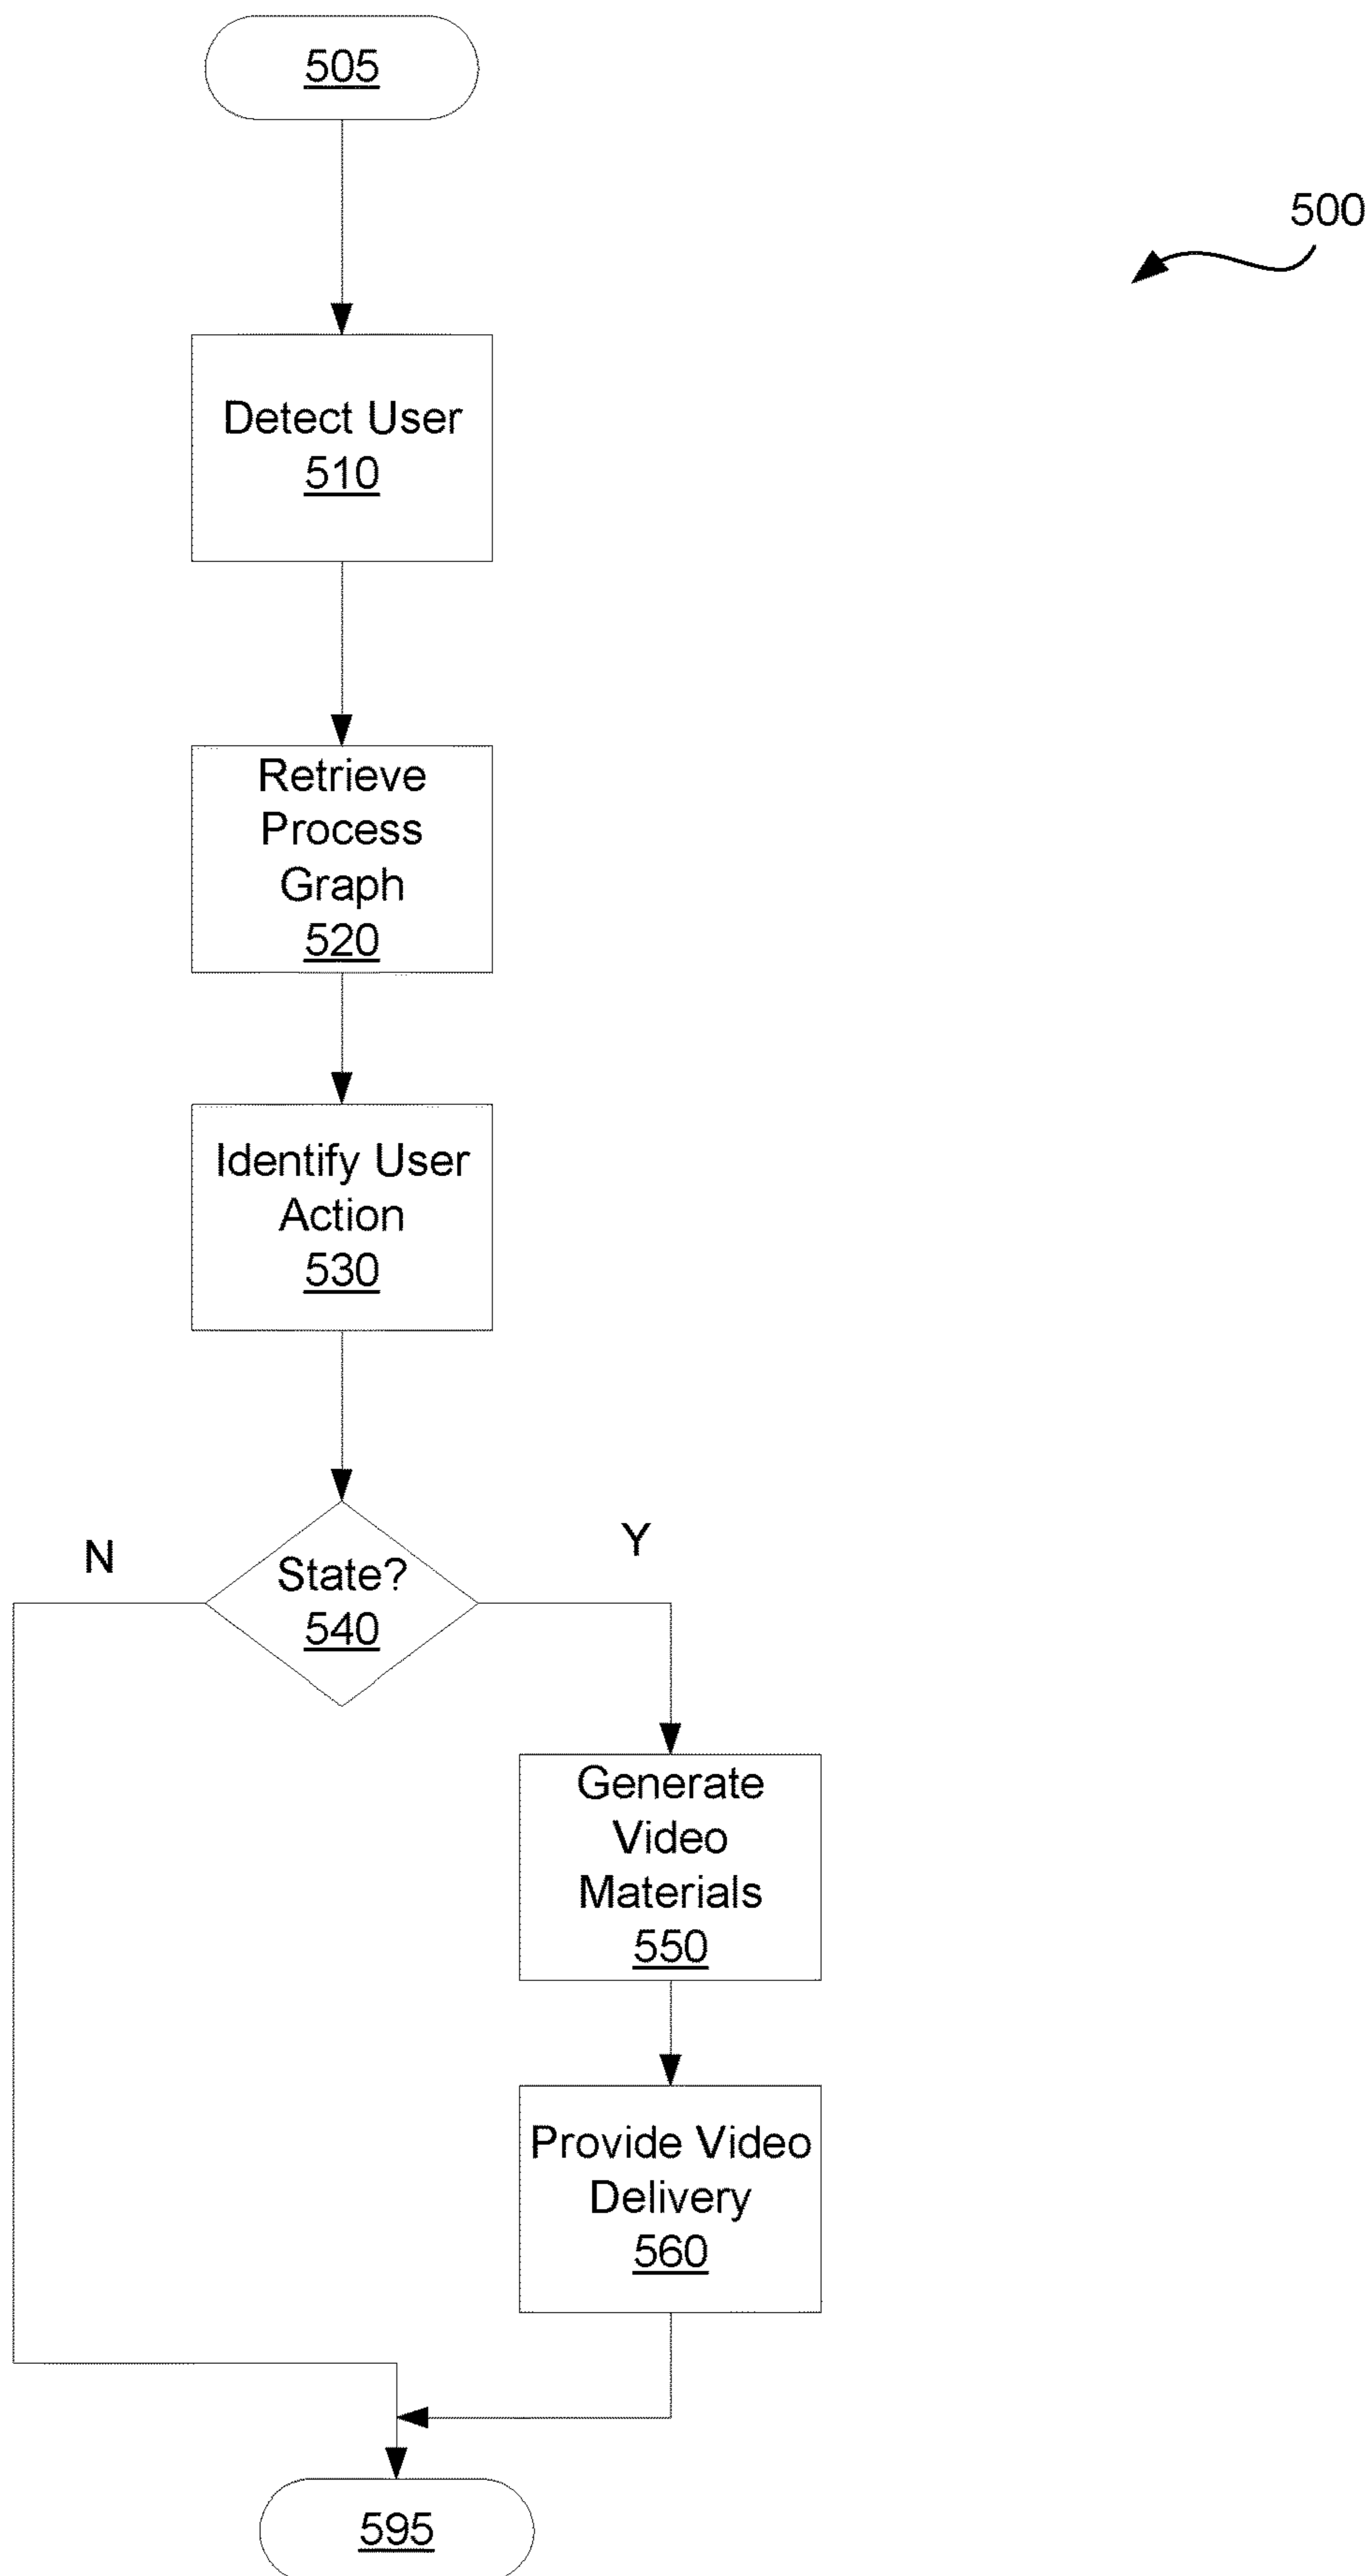 505
500
Detect User
510
Retrieve
Process
Graph
520
Identify User
Action
530
N
Y
State?
540
Generate
Video
Materials
550
Provide Video
Delivery
560
595